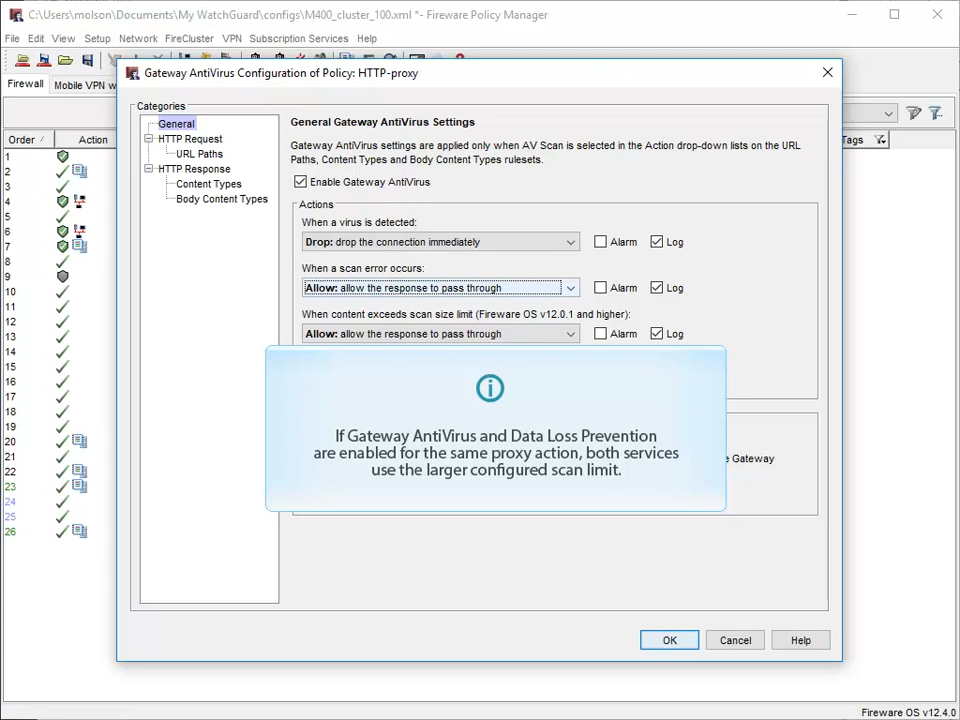 C:\Users\molson\Documents\My WatchGuard\configs\M400_cluster_100.xml *- Fireware Policy Manager
File Edit View Setup Network FireCluster VPN Subscription Services Help
Firewall Mobile VPN w
Gateway AntiVirus Configuration of Policy: HTTP-proxy
Order / Action Tags
1
2
3
4
5
6
7
8
9
10
11
12
13
14
15
16
17
18
19
20
21
22
23
24
25
26
Categories
General
HTTP Request
URL Paths
HTTP Response
Content Types
Body Content Types
General Gateway AntiVirus Settings
Gateway AntiVirus settings are applied only when AV Scan is selected in the Action drop-down lists on the URL
Paths, Content Types and Body Content Types rulesets.
Enable Gateway AntiVirus
Actions
When a virus is detected:
Drop: drop the connection immediately Alarm Log
When a scan error occurs:
Allow: allow the response to pass through Alarm Log
When content exceeds scan size limit (Fireware OS v12.0.1 and higher):
Allow: allow the response to pass through Alarm Log
If Gateway AntiVirus and Data Loss Prevention
are enabled for the same proxy action, both services
use the larger configured scan limit.
Gateway
OK Cancel Help
Fireware OS v12.4.0